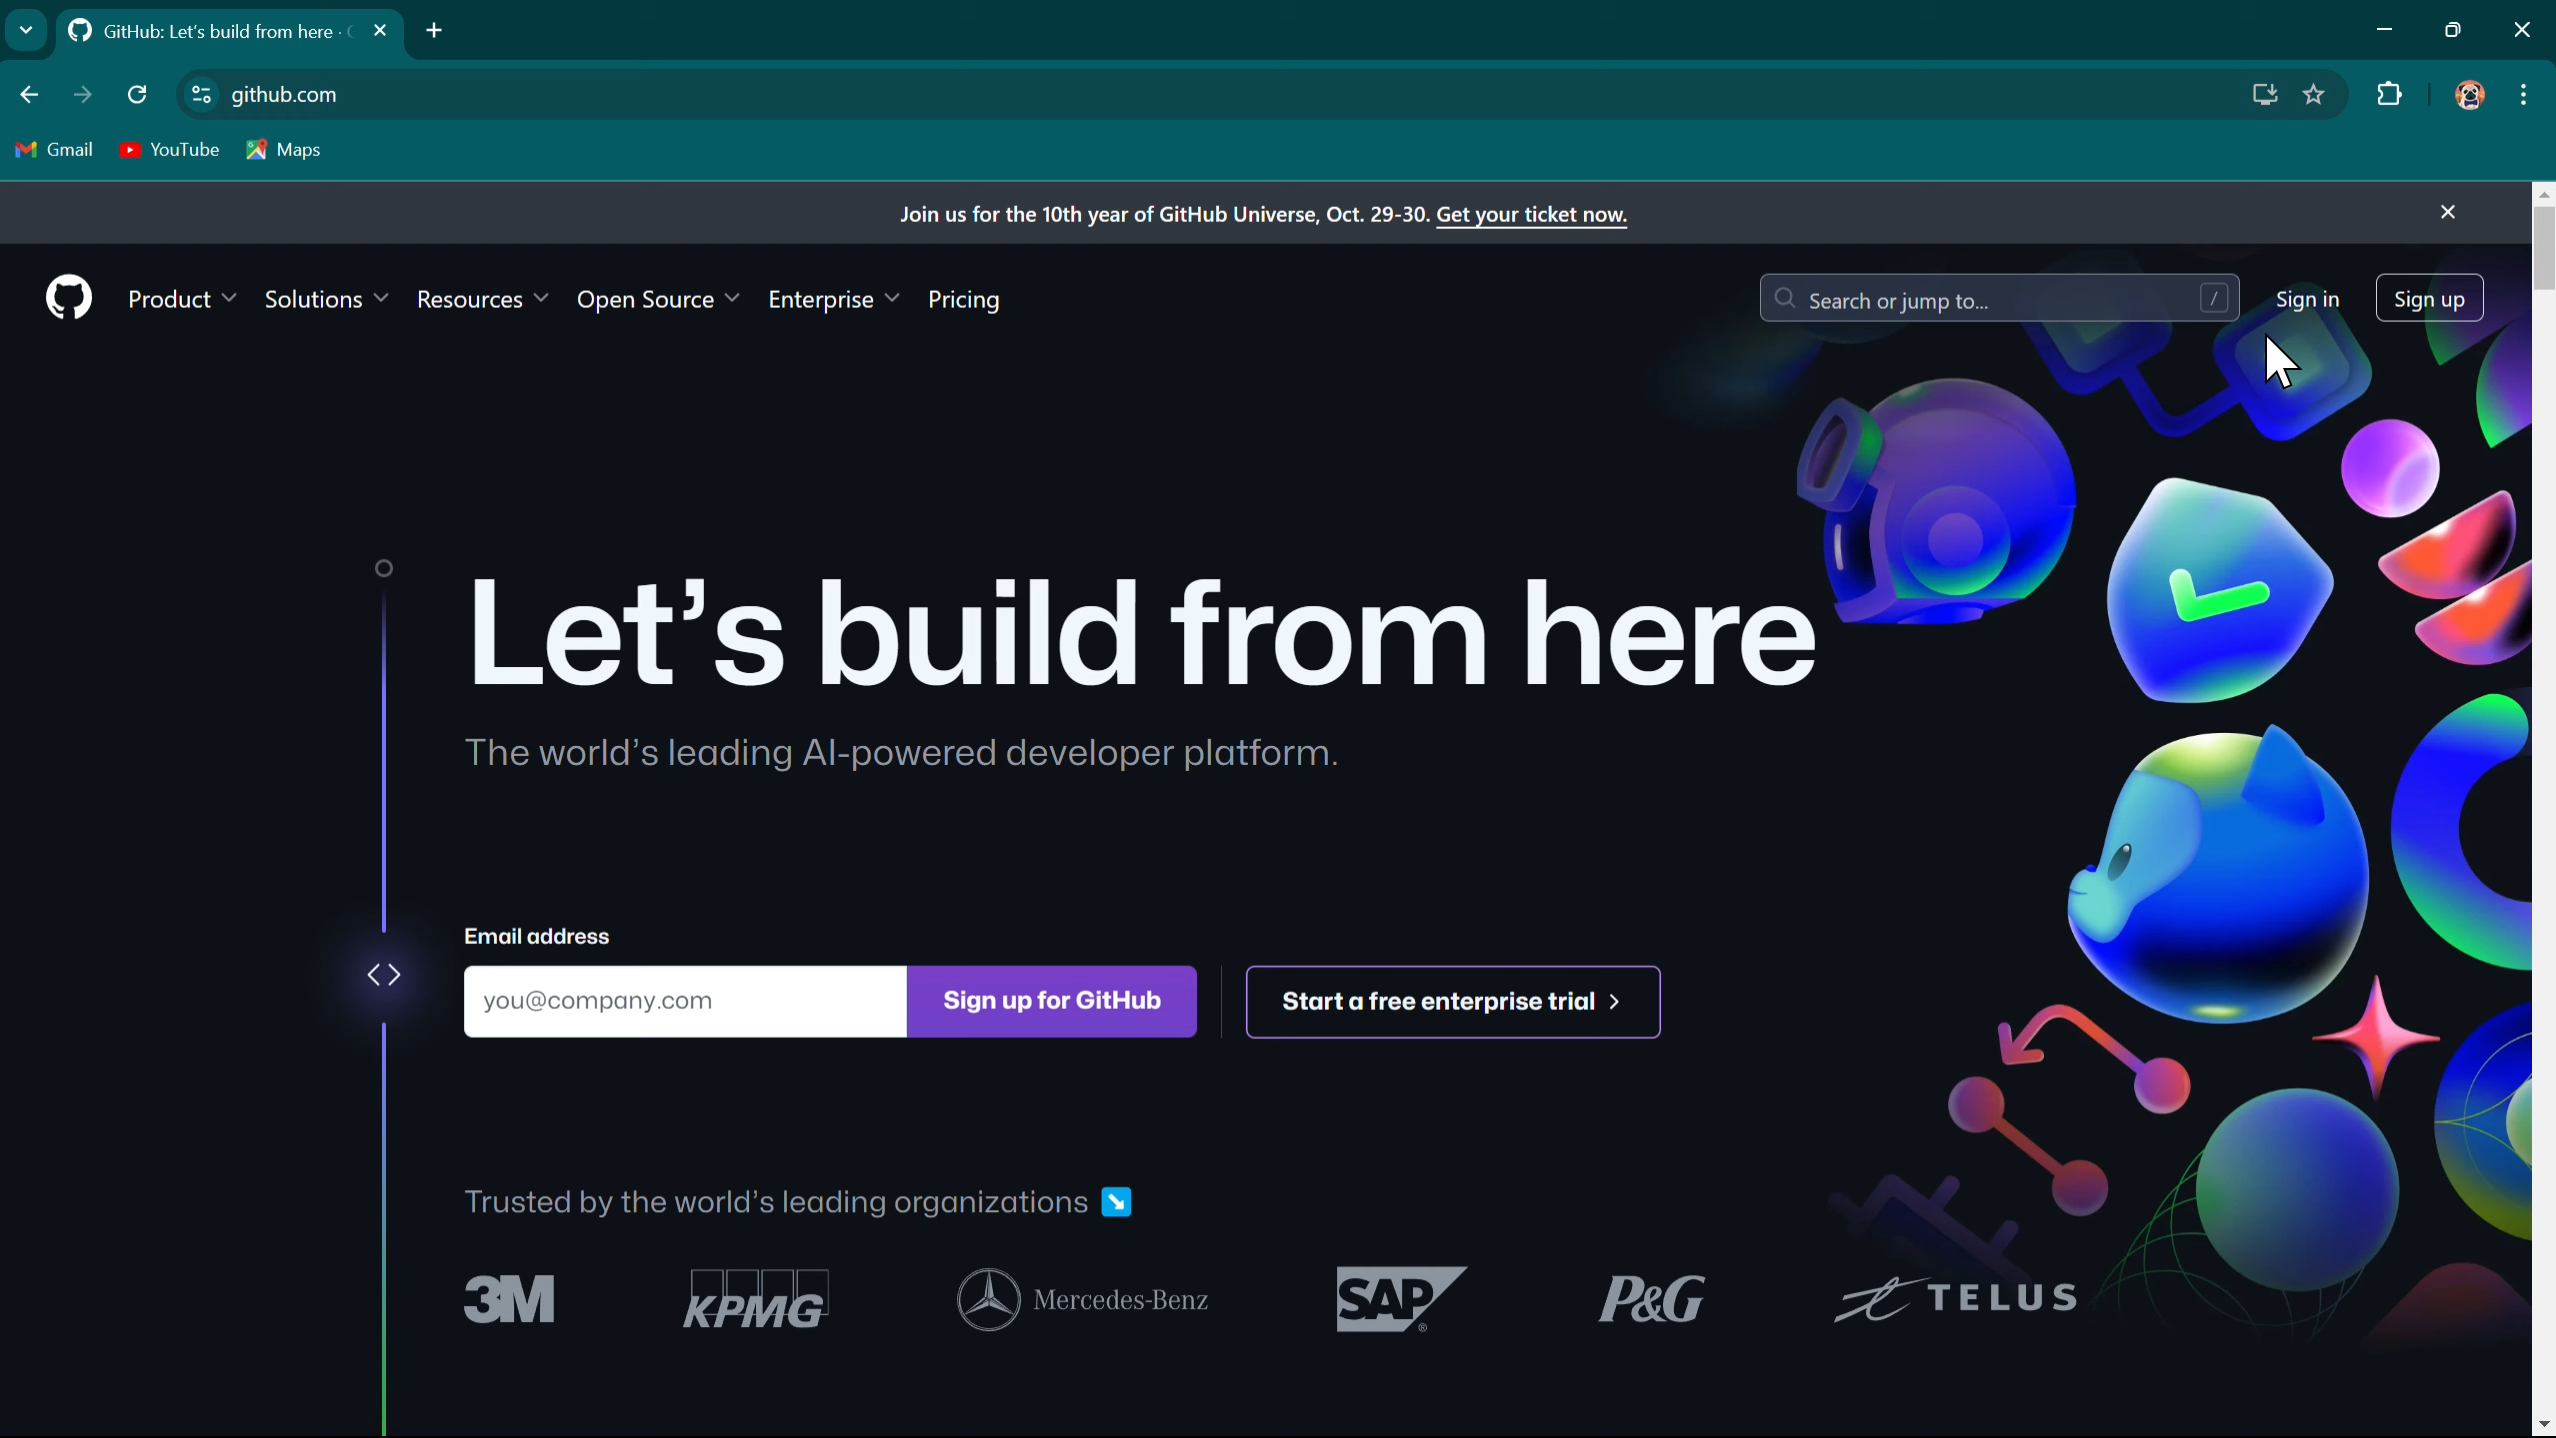 GitHub: Let's build from here ·
github.com
Gmail YouTube Maps
Join us for the 10th year of GitHub Universe, Oct. 29-30. Get your ticket now.
Product Solutions Resources Open Source Enterprise Pricing Search or jump to... / Sign in Sign up
Let’s build from here
The world’s leading AI-powered developer platform.
Email address
you@company.com Sign up for GitHub Start a free enterprise trial
Trusted by the world’s leading organizations
3M KPMG Mercedes-Benz SAP® P&G TELUS